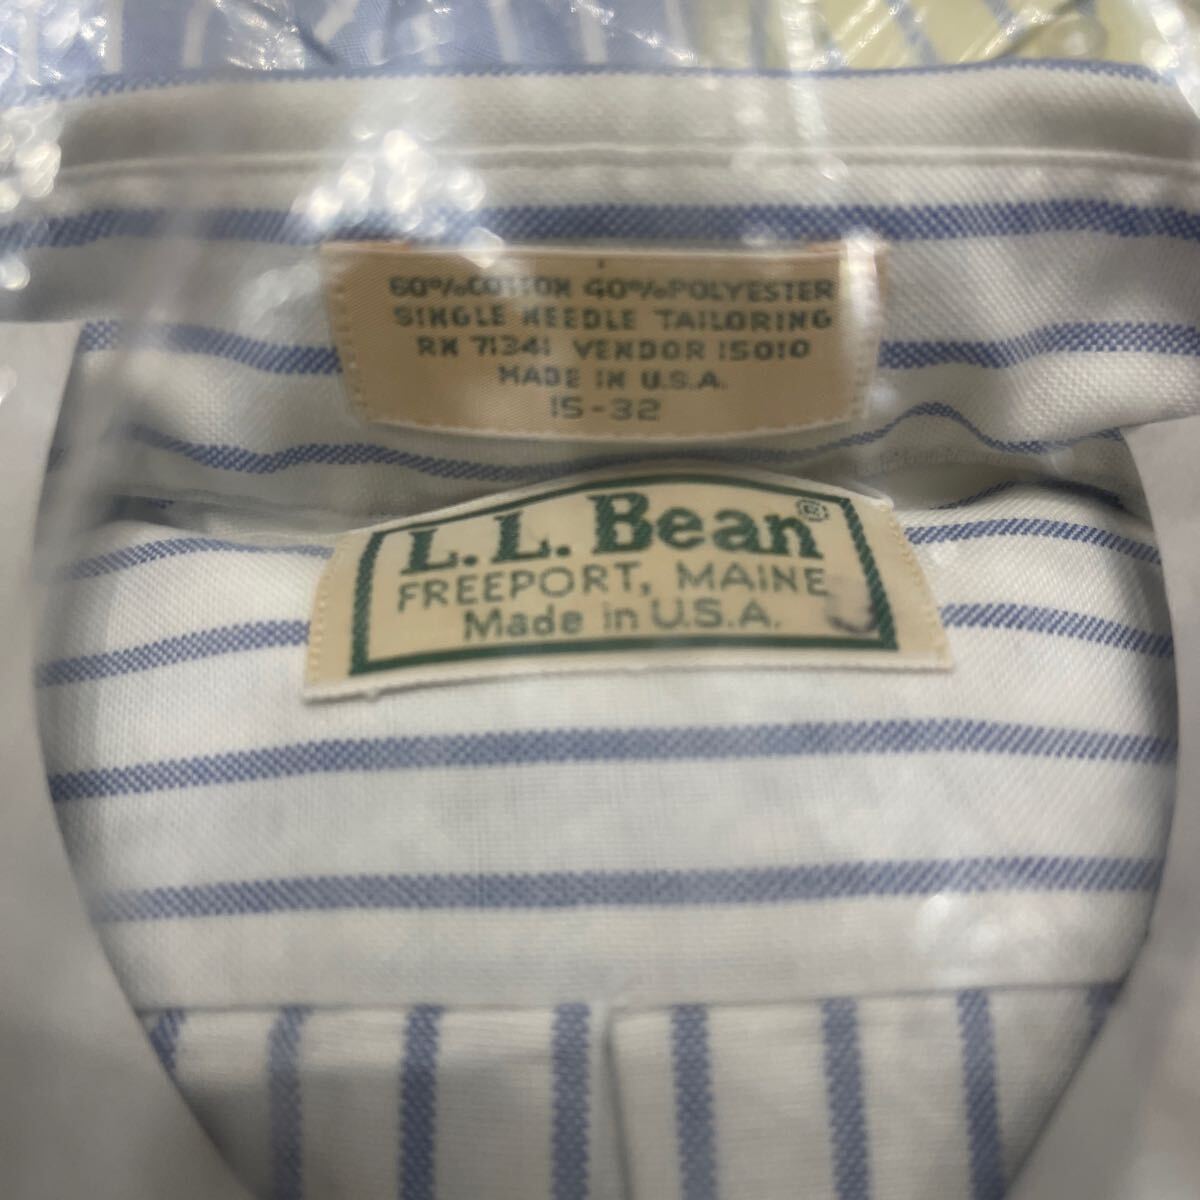 60% COTTON 40% POLYESTER
SINGLE NEEDLE TAILORING
RN 71341 VENDOR 15010
MADE IN U.S.A.
15-32
L.L.Bean®
FREEPORT, MAINE
Made in U.S.A.